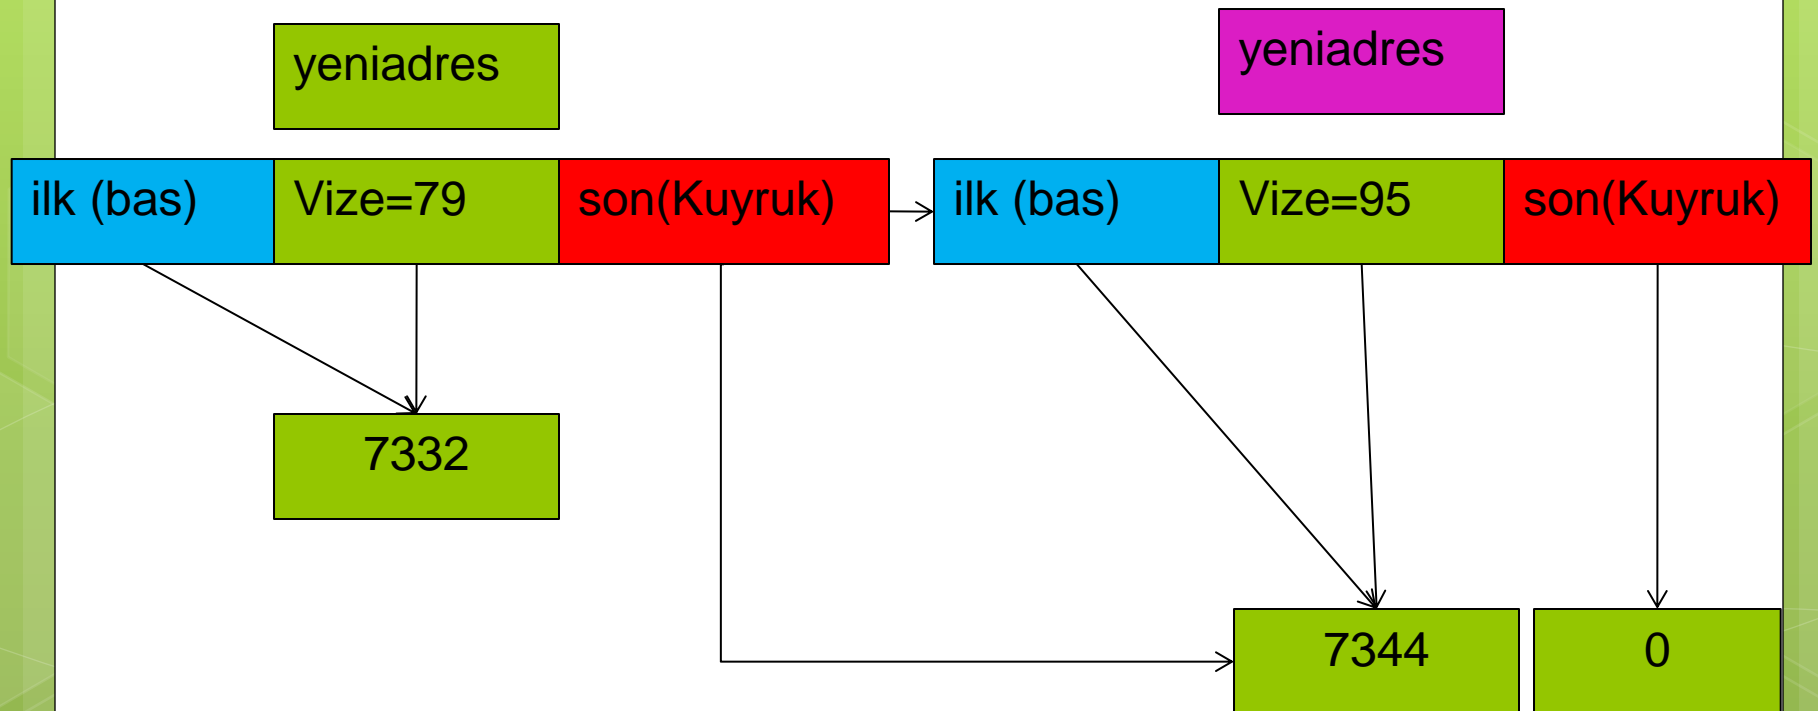 yeniadres
yeniadres
ilk (bas)
Vize=79
son(Kuyruk)
ilk (bas)
Vize=95
son(Kuyruk)
7332
7344
0